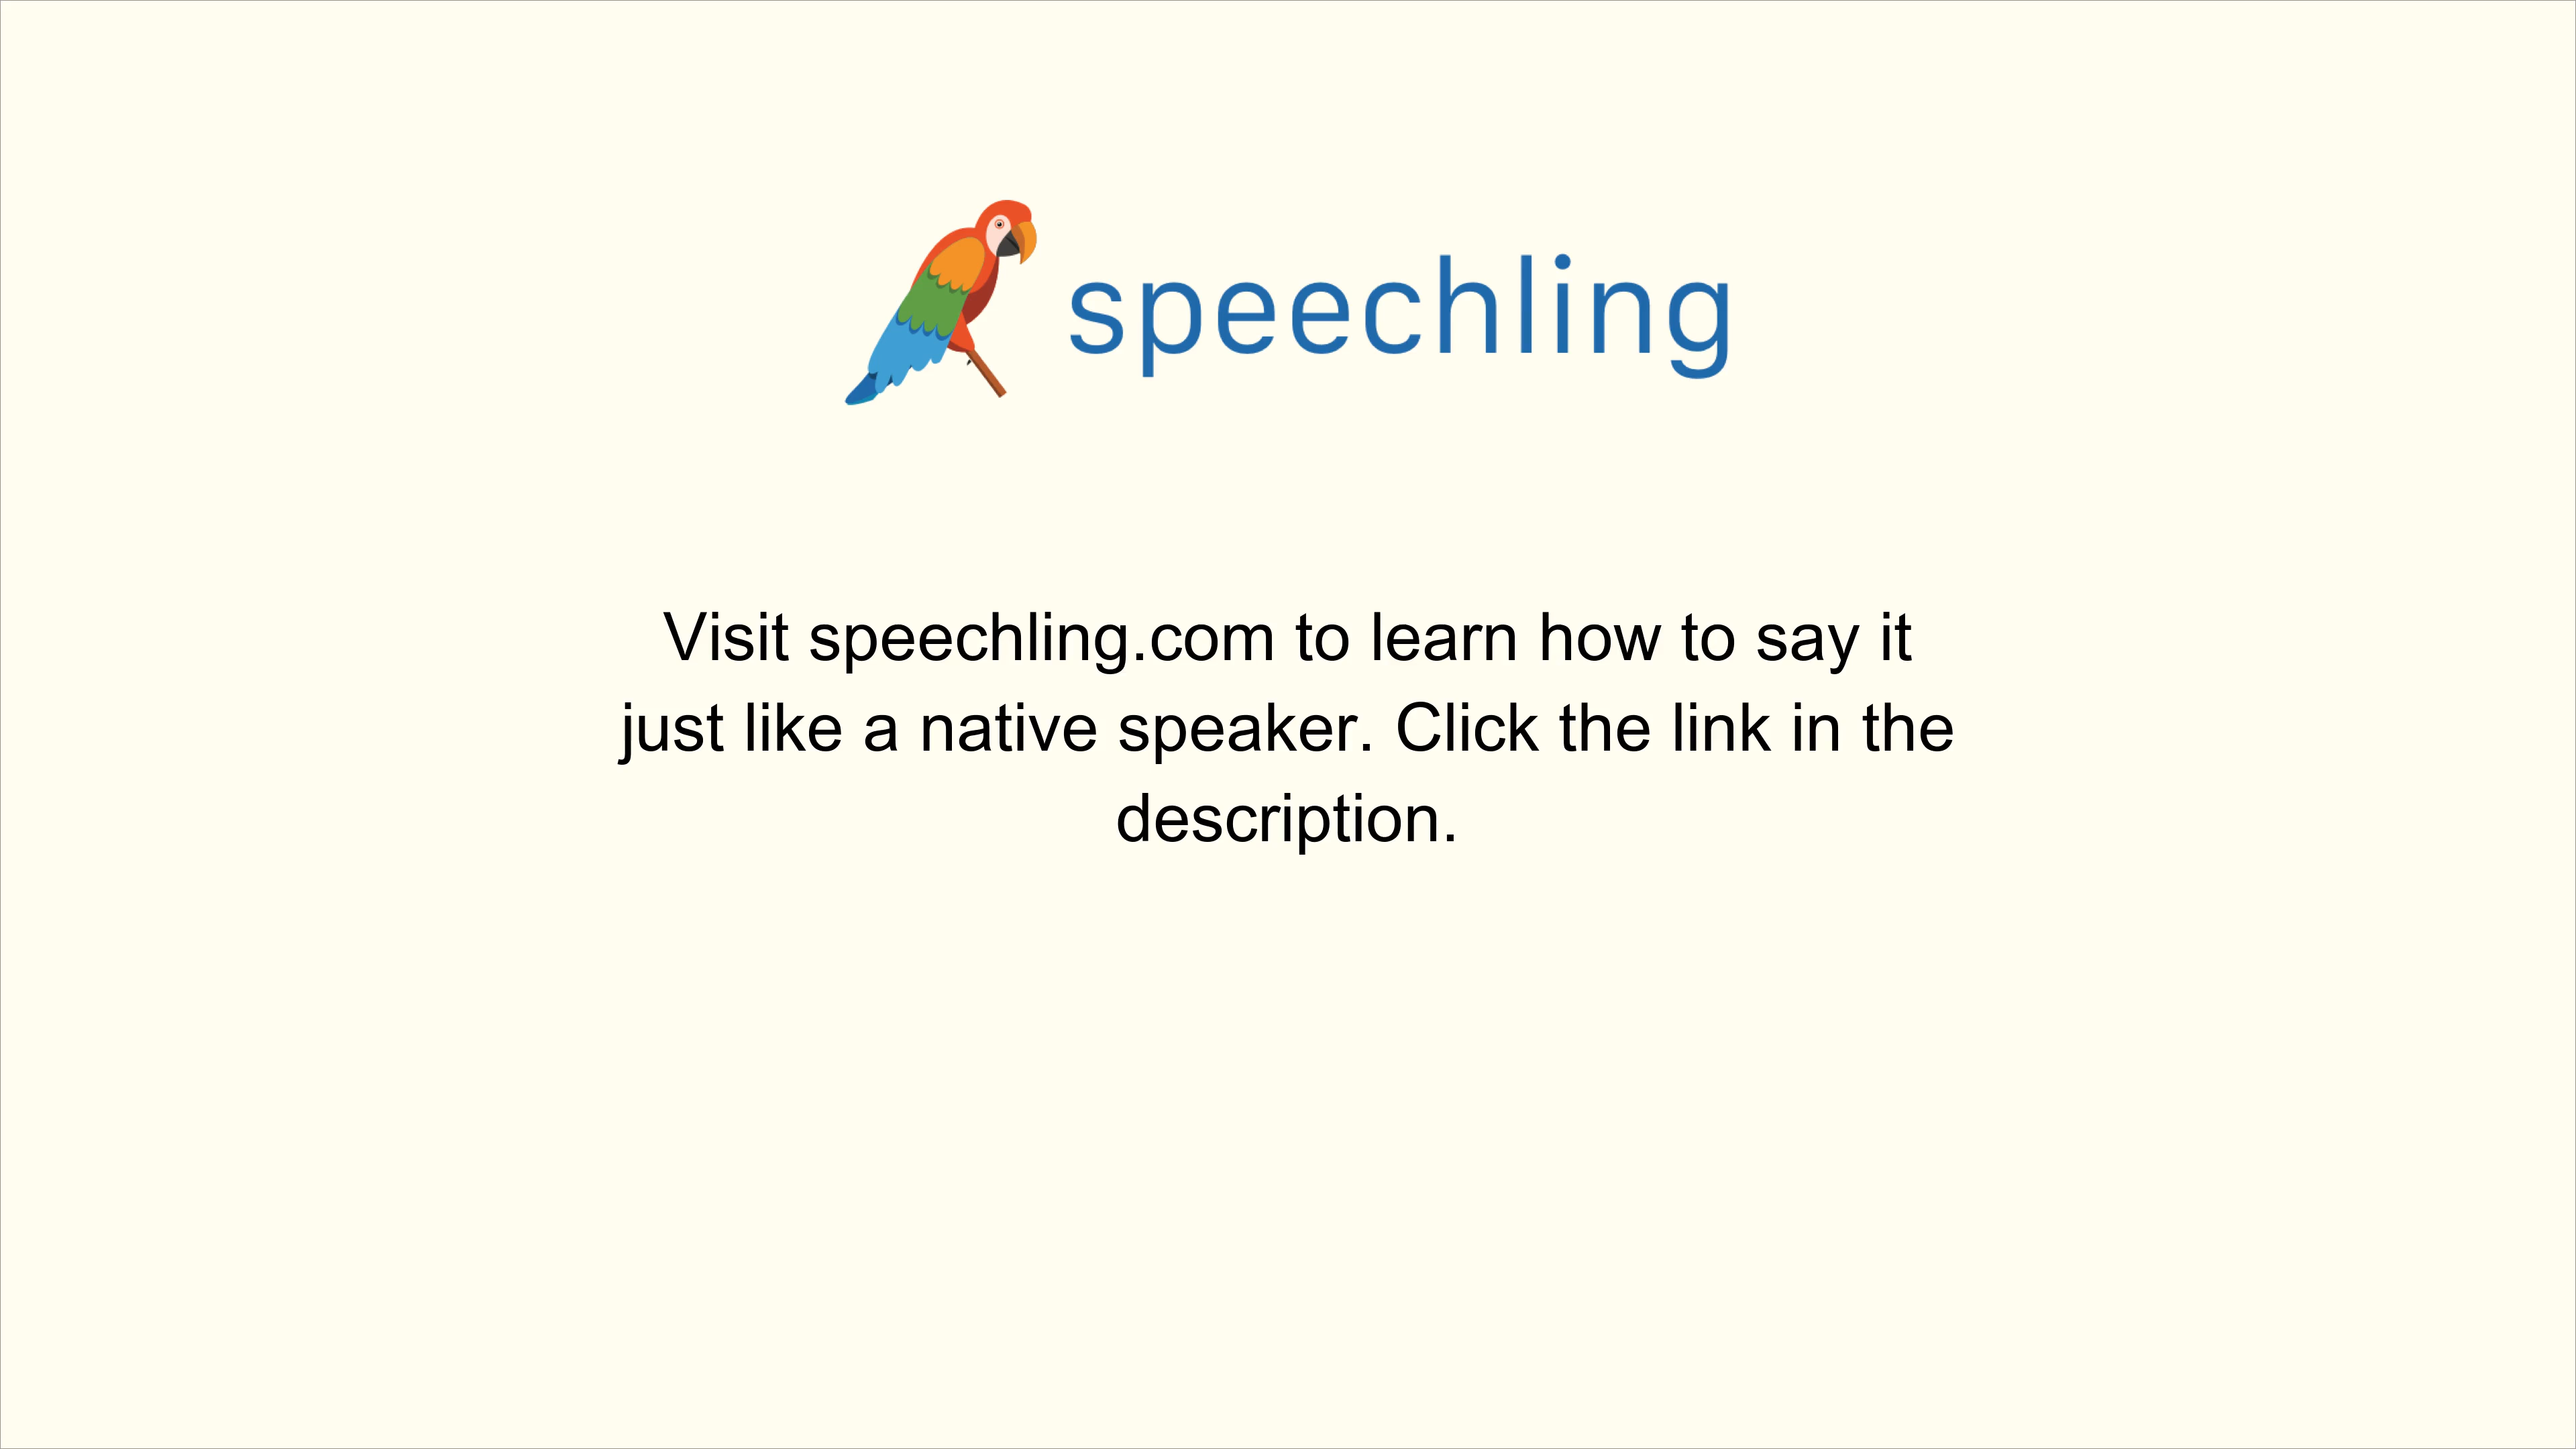 speechling
Visit speechling.com to learn how to say it
just like a native speaker. Click the link in the
description.